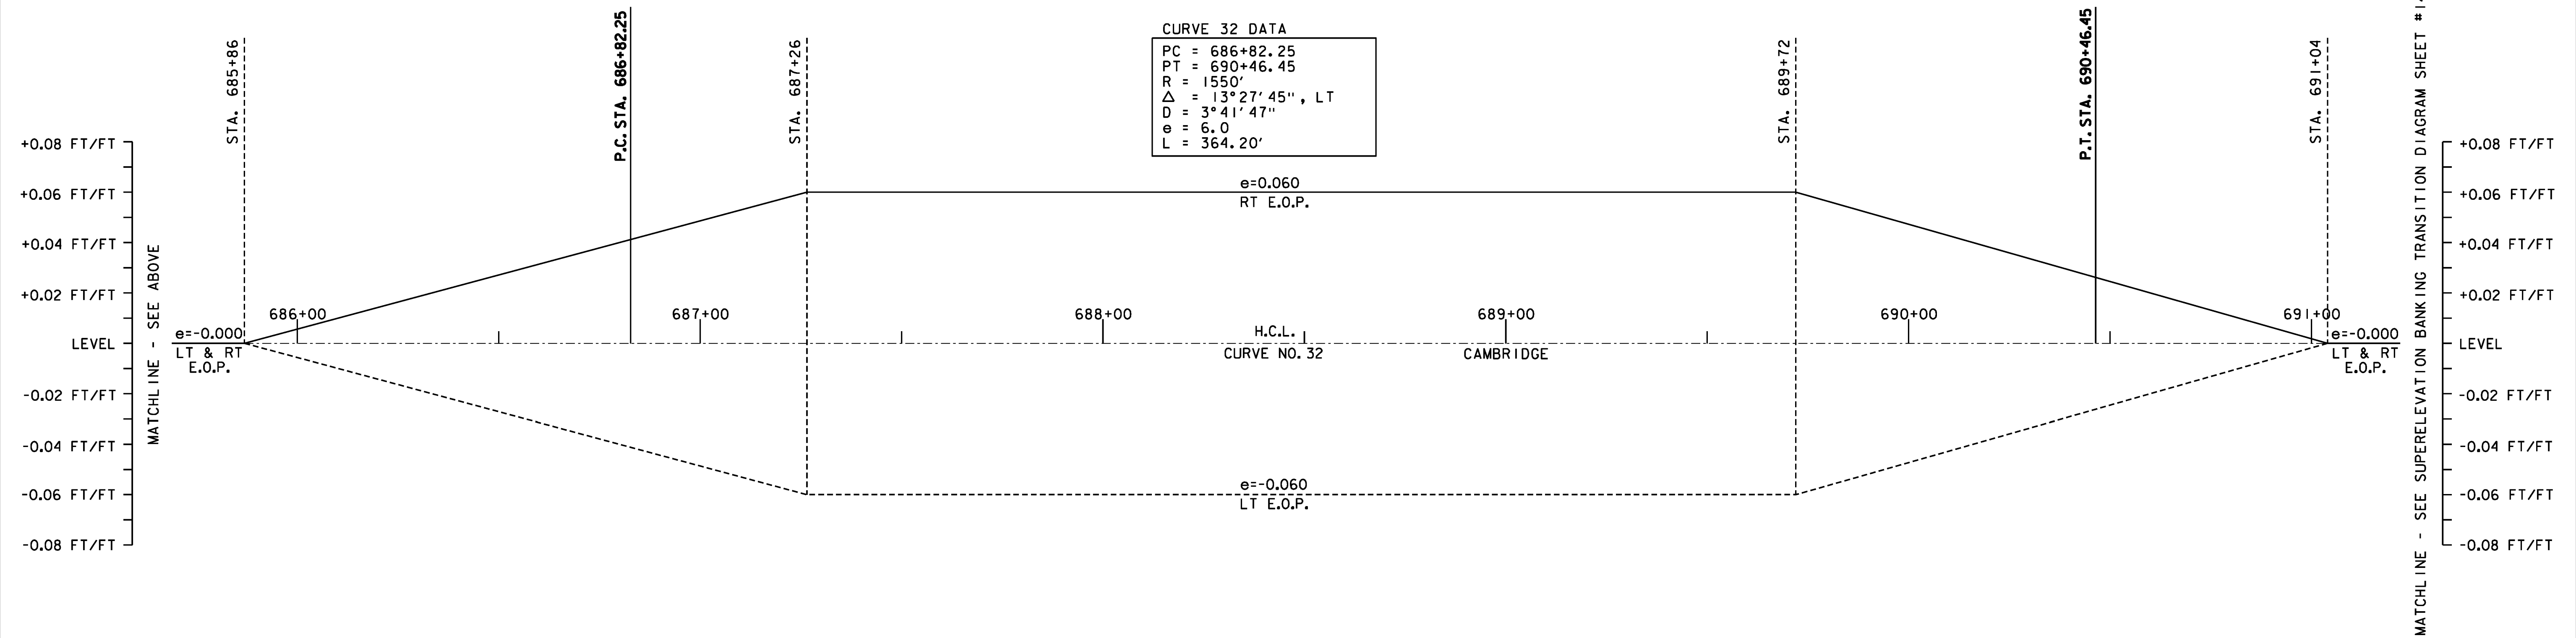 CURVE 32 DATA
PC = 686+82.25
PT = 690+46.45
R = 1550'
△ = 13°27'45", LT
D = 3°41'47"
e = 6.0
L = 364.20'
STA. 685+86
P.C. STA. 686+82.25
STA. 687+26
STA. 689+72
P.T. STA. 690+46.45
STA. 691+04
+0.08 FT/FT
+0.06 FT/FT
+0.04 FT/FT
+0.02 FT/FT
LEVEL
-0.02 FT/FT
-0.04 FT/FT
-0.06 FT/FT
-0.08 FT/FT
MATCHLINE - SEE ABOVE
e=-0.000
LT & RT
E.O.P.
686+00
687+00
688+00
689+00
690+00
691+00
e=0.060
RT E.O.P.
H.C.L.
CURVE NO. 32
CAMBRIDGE
e=-0.060
LT E.O.P.
e=-0.000
LT & RT
E.O.P.
MATCHLINE - SEE SUPERELEVATION BANKING TRANSITION DIAGRAM SHEET
+0.08 FT/FT
+0.06 FT/FT
+0.04 FT/FT
+0.02 FT/FT
LEVEL
-0.02 FT/FT
-0.04 FT/FT
-0.06 FT/FT
-0.08 FT/FT